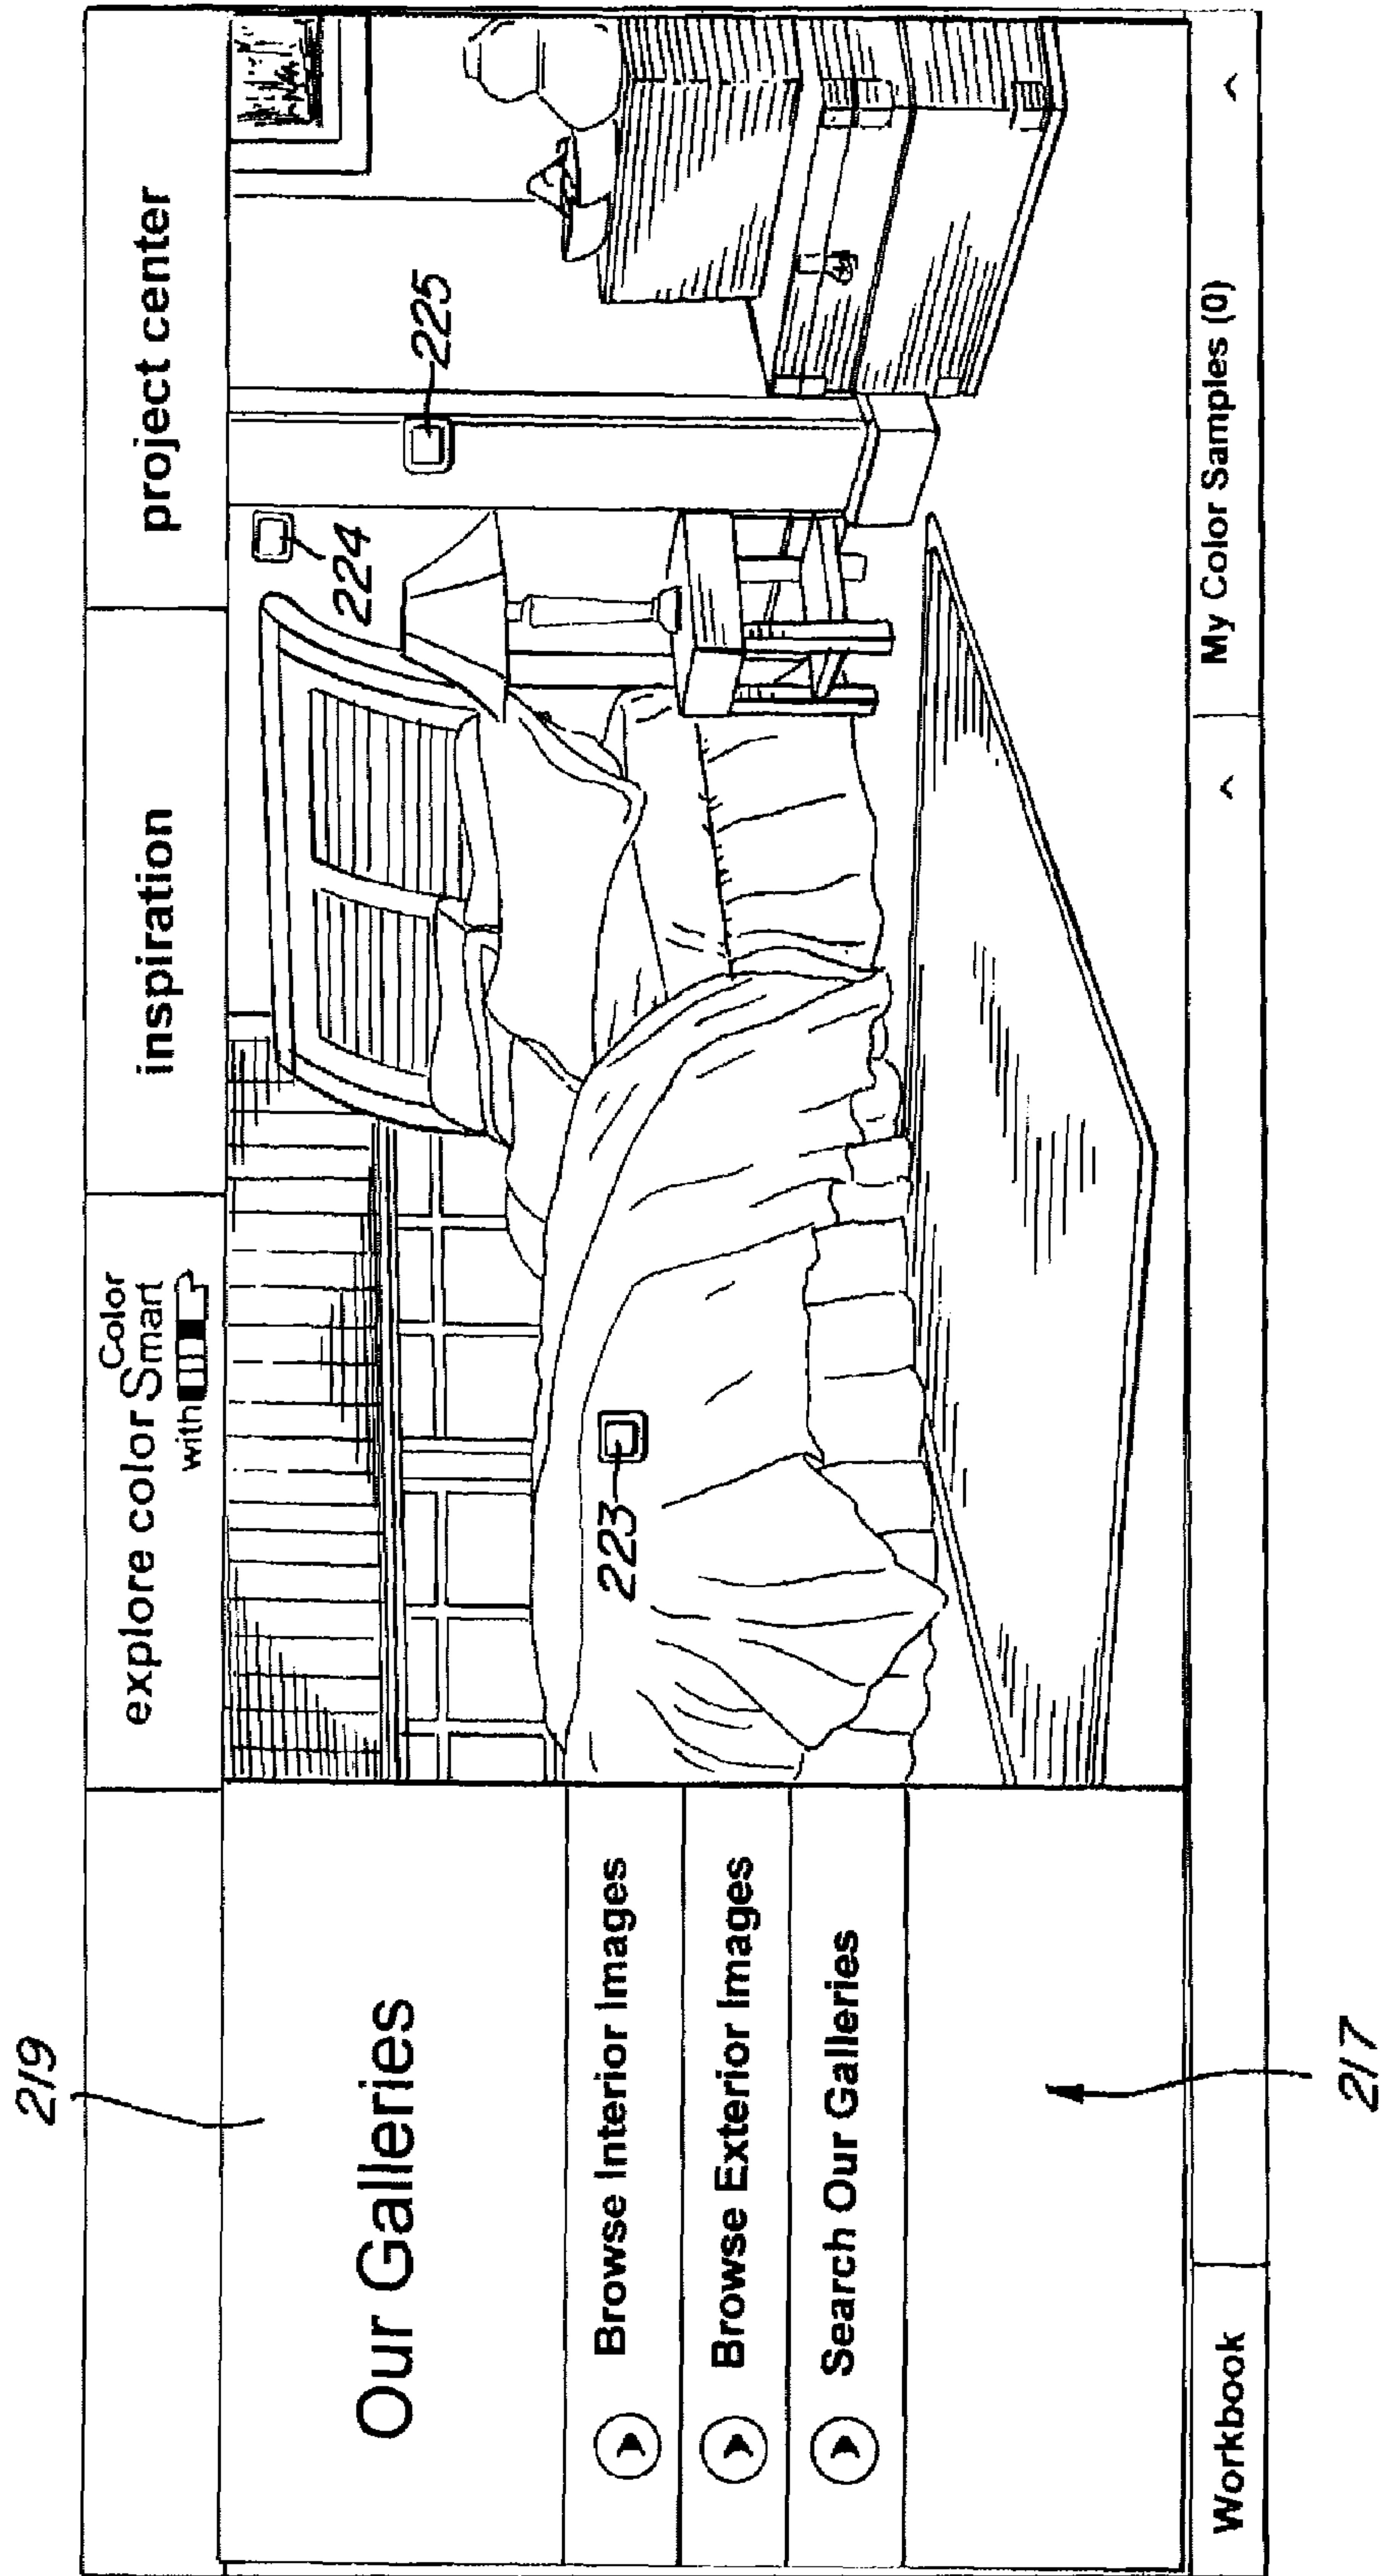 219
explore color
Color
Smart
with
inspiration
project center
Our Galleries
Browse Interior Images
Browse Exterior Images
Search Our Galleries
223
224
225
Workbook
My Color Samples (0)
217